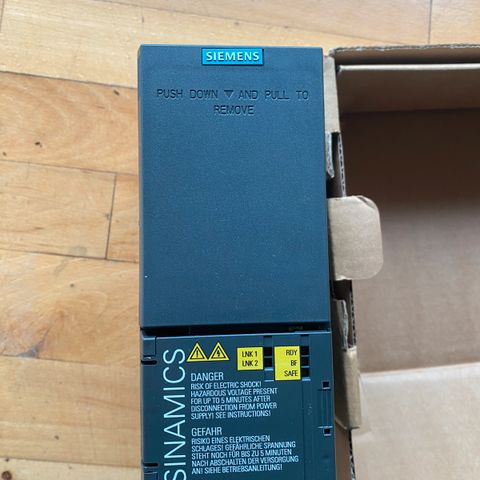 SIEMENS
PUSH DOWN ▽ AND PULL TO
REMOVE
SINAMICS
LNK 1
LNK 2
RDY
BF
SAFE
DANGER
RISK OF ELECTRIC SHOCK!
HAZARDOUS VOLTAGE PRESENT
FOR UP TO 5 MINUTES AFTER
DISCONNECTION FROM POWER
SUPPLY! SEE INSTRUCTIONS!
GEFAHR
RISIKO EINES ELEKTRISCHEN
SCHLAGES! GEFÄHRLICHE SPANNUNG
STEHT NOCH FÜR BIS ZU 5 MINUTEN
NACH ABSCHALTEN DER VERSORGUNG
AN! SIEHE BETRIEBSANLEITUNG!